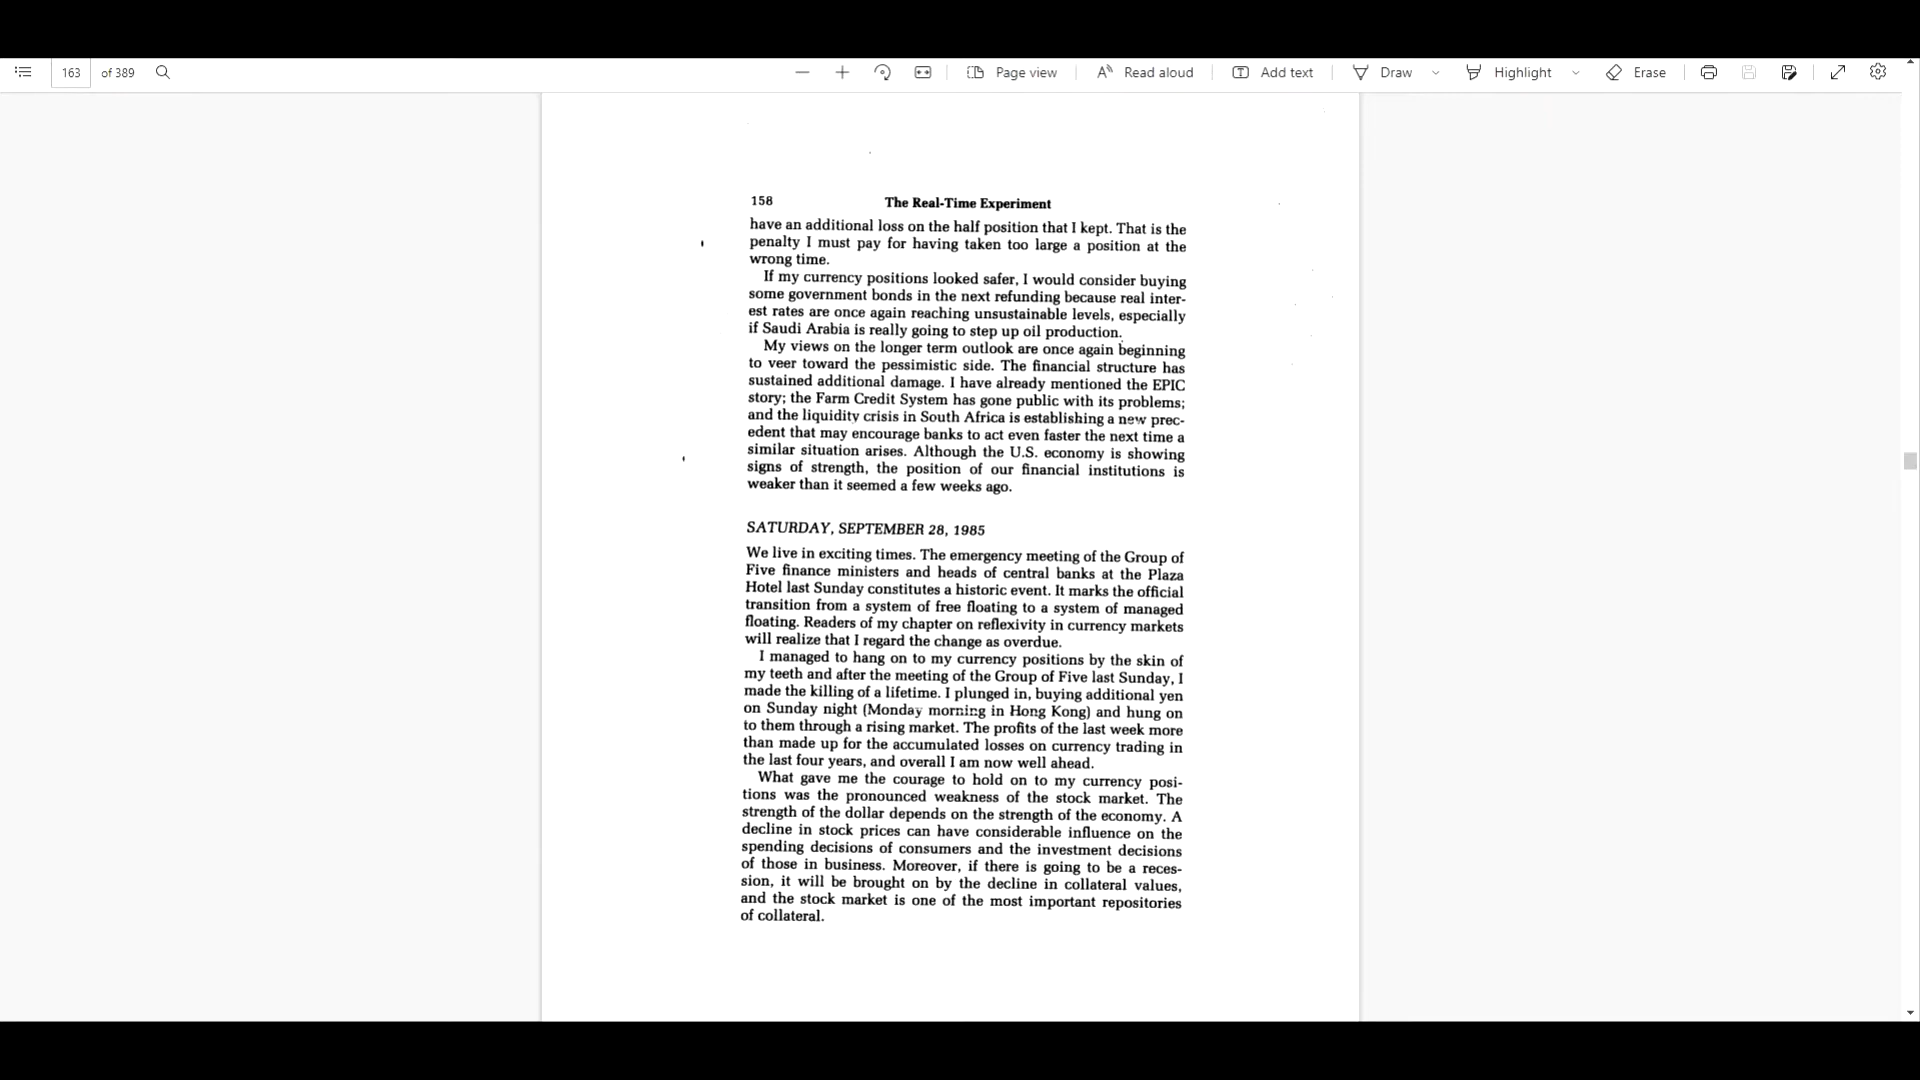 163 of 389 Page view Read aloud Add text Draw Highlight Erase
158 The Real-Time Experiment
have an additional loss on the half position that I kept. That is the
penalty I must pay for having taken too large a position at the
wrong time.
If my currency positions looked safer, I would consider buying
some government bonds in the next refunding because real inter-
est rates are once again reaching unsustainable levels, especially
if Saudi Arabia is really going to step up oil production.
My views on the longer term outlook are once again beginning
to veer toward the pessimistic side. The financial structure has
sustained additional damage. I have already mentioned the EPIC
story; the Farm Credit System has gone public with its problems;
and the liquidity crisis in South Africa is establishing a new prec-
edent that may encourage banks to act even faster the next time a
similar situation arises. Although the U.S. economy is showing
signs of strength, the position of our financial institutions is
weaker than it seemed a few weeks ago.
SATURDAY, SEPTEMBER 28, 1985
We live in exciting times. The emergency meeting of the Group of
Five finance ministers and heads of central banks at the Plaza
Hotel last Sunday constitutes a historic event. It marks the official
transition from a system of free floating to a system of managed
floating. Readers of my chapter on reflexivity in currency markets
will realize that I regard the change as overdue.
I managed to hang on to my currency positions by the skin of
my teeth and after the meeting of the Group of Five last Sunday, I
made the killing of a lifetime. I plunged in, buying additional yen
on Sunday night (Monday morning in Hong Kong) and hung on
to them through a rising market. The profits of the last week more
than made up for the accumulated losses on currency trading in
the last four years, and overall I am now well ahead.
What gave me the courage to hold on to my currency posi-
tions was the pronounced weakness of the stock market. The
strength of the dollar depends on the strength of the economy. A
decline in stock prices can have considerable influence on the
spending decisions of consumers and the investment decisions
of those in business. Moreover, if there is going to be a reces-
sion, it will be brought on by the decline in collateral values,
and the stock market is one of the most important repositories
of collateral.